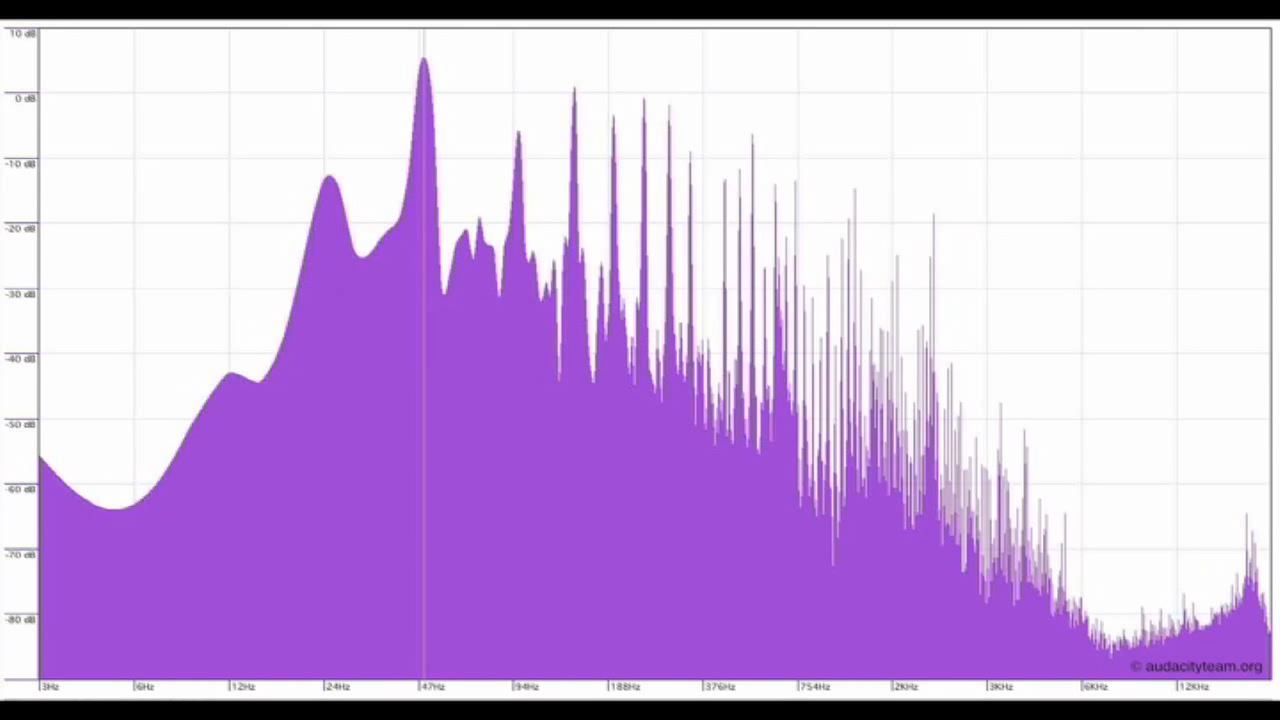 10 dB
0 dB
-10 dB
-20 dB
-30 dB
-40 dB
-50 dB
-60 dB
-70 dB
-80 dB
© audacityteam.org
3Hz 6Hz 12Hz 24Hz 47Hz 94Hz 188Hz 376Hz 754Hz 2KHz 3KHz 6KHz 12KHz